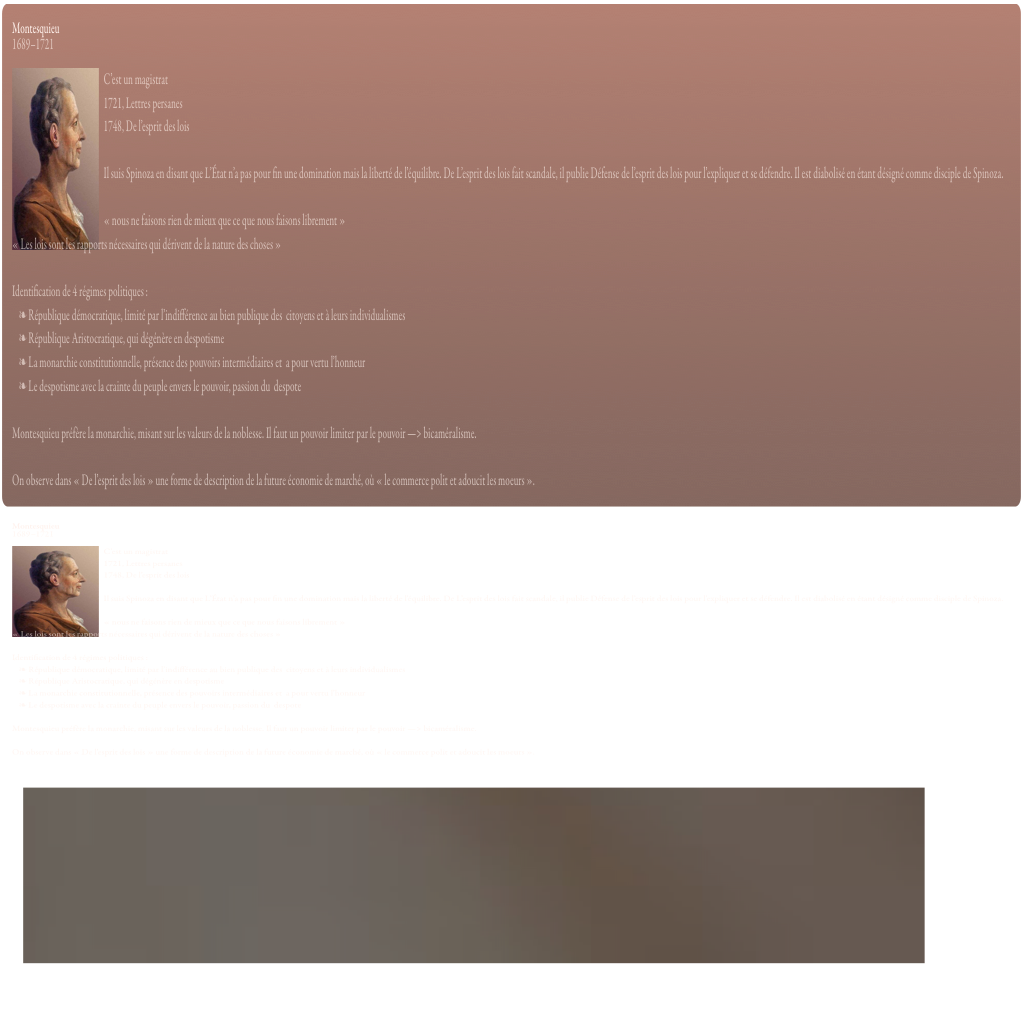 Montesquieu
1689–1721
C'est un magistrat
1721, Lettres persanes
1748, De l'esprit des lois
Il suis Spinoza en disant que L'État n'a pas pour fin une domination mais la liberté de l'équilibre. De L'esprit des lois fait scandale, il publie Défense de l'esprit des lois pour l'expliquer et se défendre. Il est diabolisé en étant désigné comme disciple de Spinoza.
« nous ne faisons rien de mieux que ce que nous faisons librement »
« Les lois sont les rapports nécessaires qui dérivent de la nature des choses »
Identification de 4 régimes politiques :
❧ République démocratique, limité par l'indifférence au bien publique des citoyens et à leurs individualismes
❧ République Aristocratique, qui dégénère en despotisme
❧ La monarchie constitutionnelle, présence des pouvoirs intermédiaires et a pour vertu l'honneur
❧ Le despotisme avec la crainte du peuple envers le pouvoir, passion du despote
Montesquieu préfère la monarchie, misant sur les valeurs de la noblesse. Il faut un pouvoir limiter par le pouvoir —> bicaméralisme.
On observe dans « De l'esprit des lois » une forme de description de la future économie de marché, où « le commerce polit et adoucit les moeurs ».
« Les lois sont les rappo